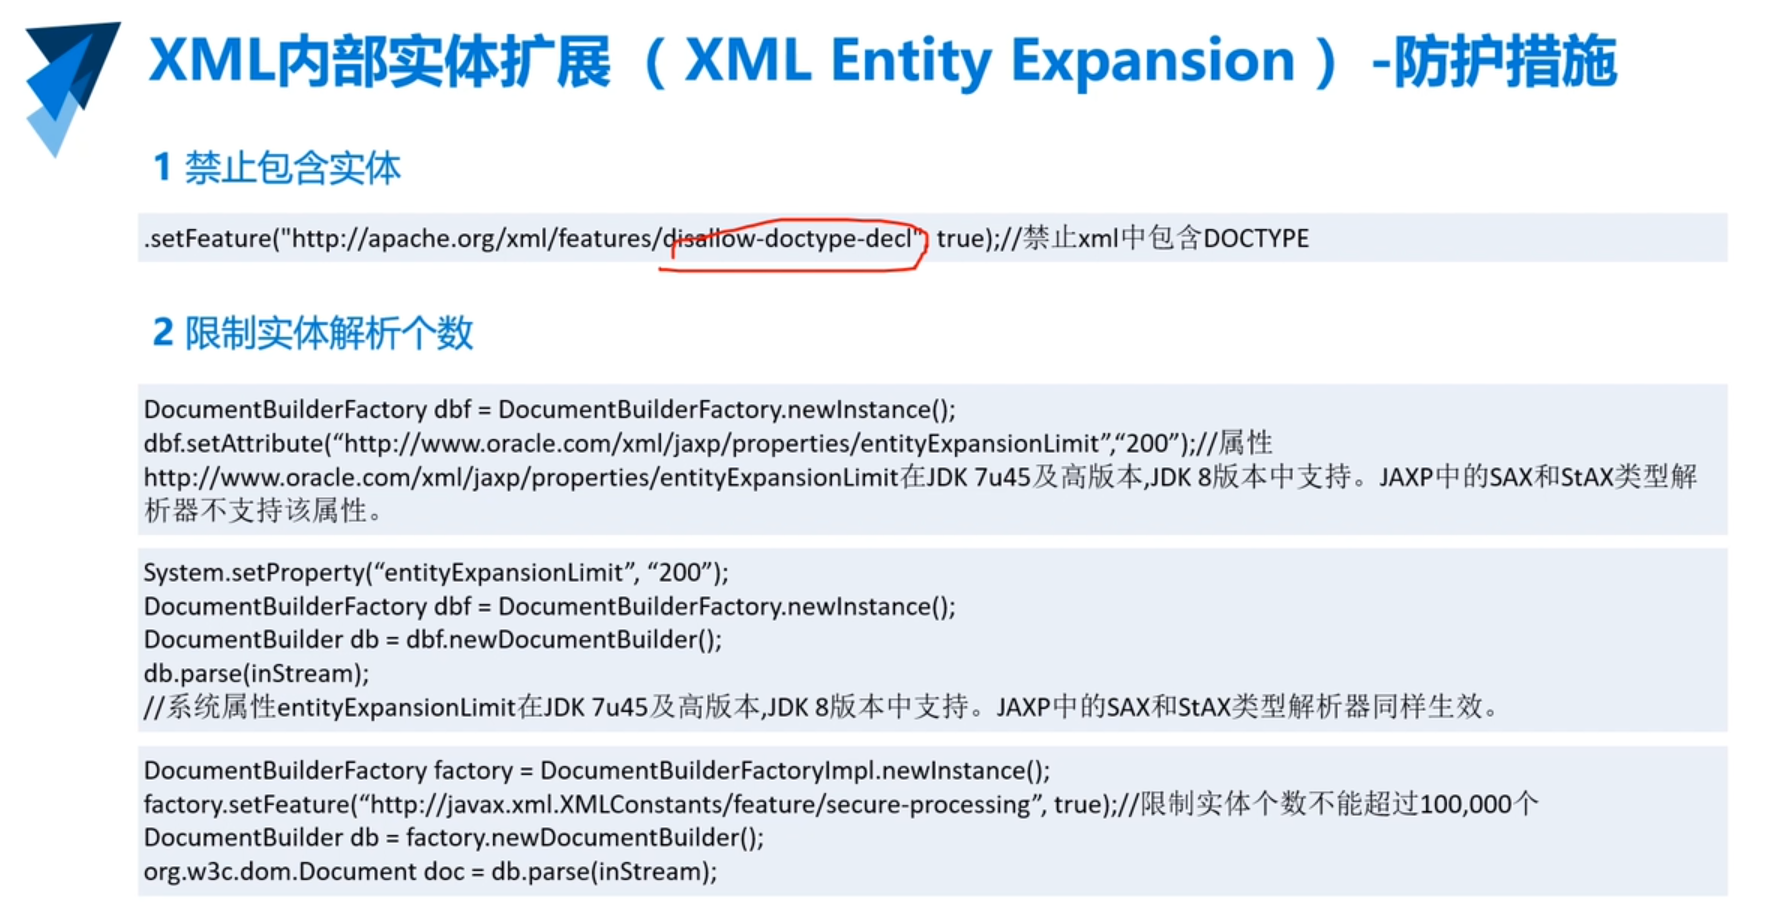 XML内部实体扩展（ XML Entity Expansion ） -防护措施
1 禁止包含实体
.setFeature("http://apache.org/xml/features/disallow-doctype-decl", true);//禁止xml中包含DOCTYPE
2 限制实体解析个数
DocumentBuilderFactory dbf = DocumentBuilderFactory.newInstance();
dbf.setAttribute(“http://www.oracle.com/xml/jaxp/properties/entityExpansionLimit”,“200”);//属性
http://www.oracle.com/xml/jaxp/properties/entityExpansionLimit在JDK 7u45及高版本,JDK 8版本中支持。JAXP中的SAX和StAX类型解
析器不支持该属性。
System.setProperty(“entityExpansionLimit”, “200”);
DocumentBuilderFactory dbf = DocumentBuilderFactory.newInstance();
DocumentBuilder db = dbf.newDocumentBuilder();
db.parse(inStream);
//系统属性entityExpansionLimit在JDK 7u45及高版本,JDK 8版本中支持。JAXP中的SAX和StAX类型解析器同样生效。
DocumentBuilderFactory factory = DocumentBuilderFactoryImpl.newInstance();
factory.setFeature(“http://javax.xml.XMLConstants/feature/secure-processing”, true);//限制实体个数不能超过100,000个
DocumentBuilder db = factory.newDocumentBuilder();
org.w3c.dom.Document doc = db.parse(inStream);